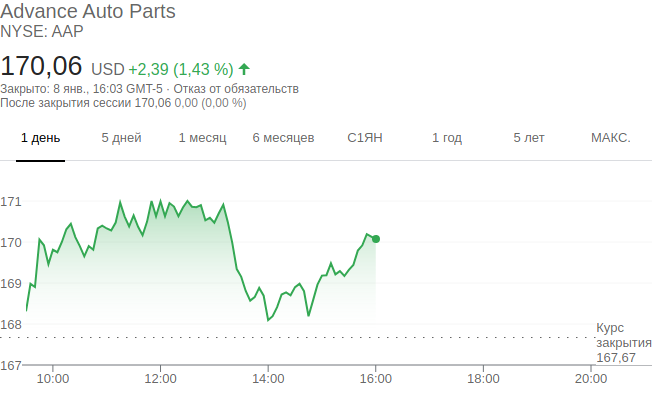 Advance Auto Parts
NYSE: AAP
170,06 USD +2,39 (1,43 %)
Закрыто: 8 янв., 16:03 GMT-5 · Отказ от обязательств
После закрытия сессии 170,06 0,00 (0,00 %)
1 день 5 дней 1 месяц 6 месяцев С1ЯН 1 год 5 лет МАКС.
171
170
169
168
Курс
закрытия
167,67
167
10:00 12:00 14:00 16:00 18:00 20:00